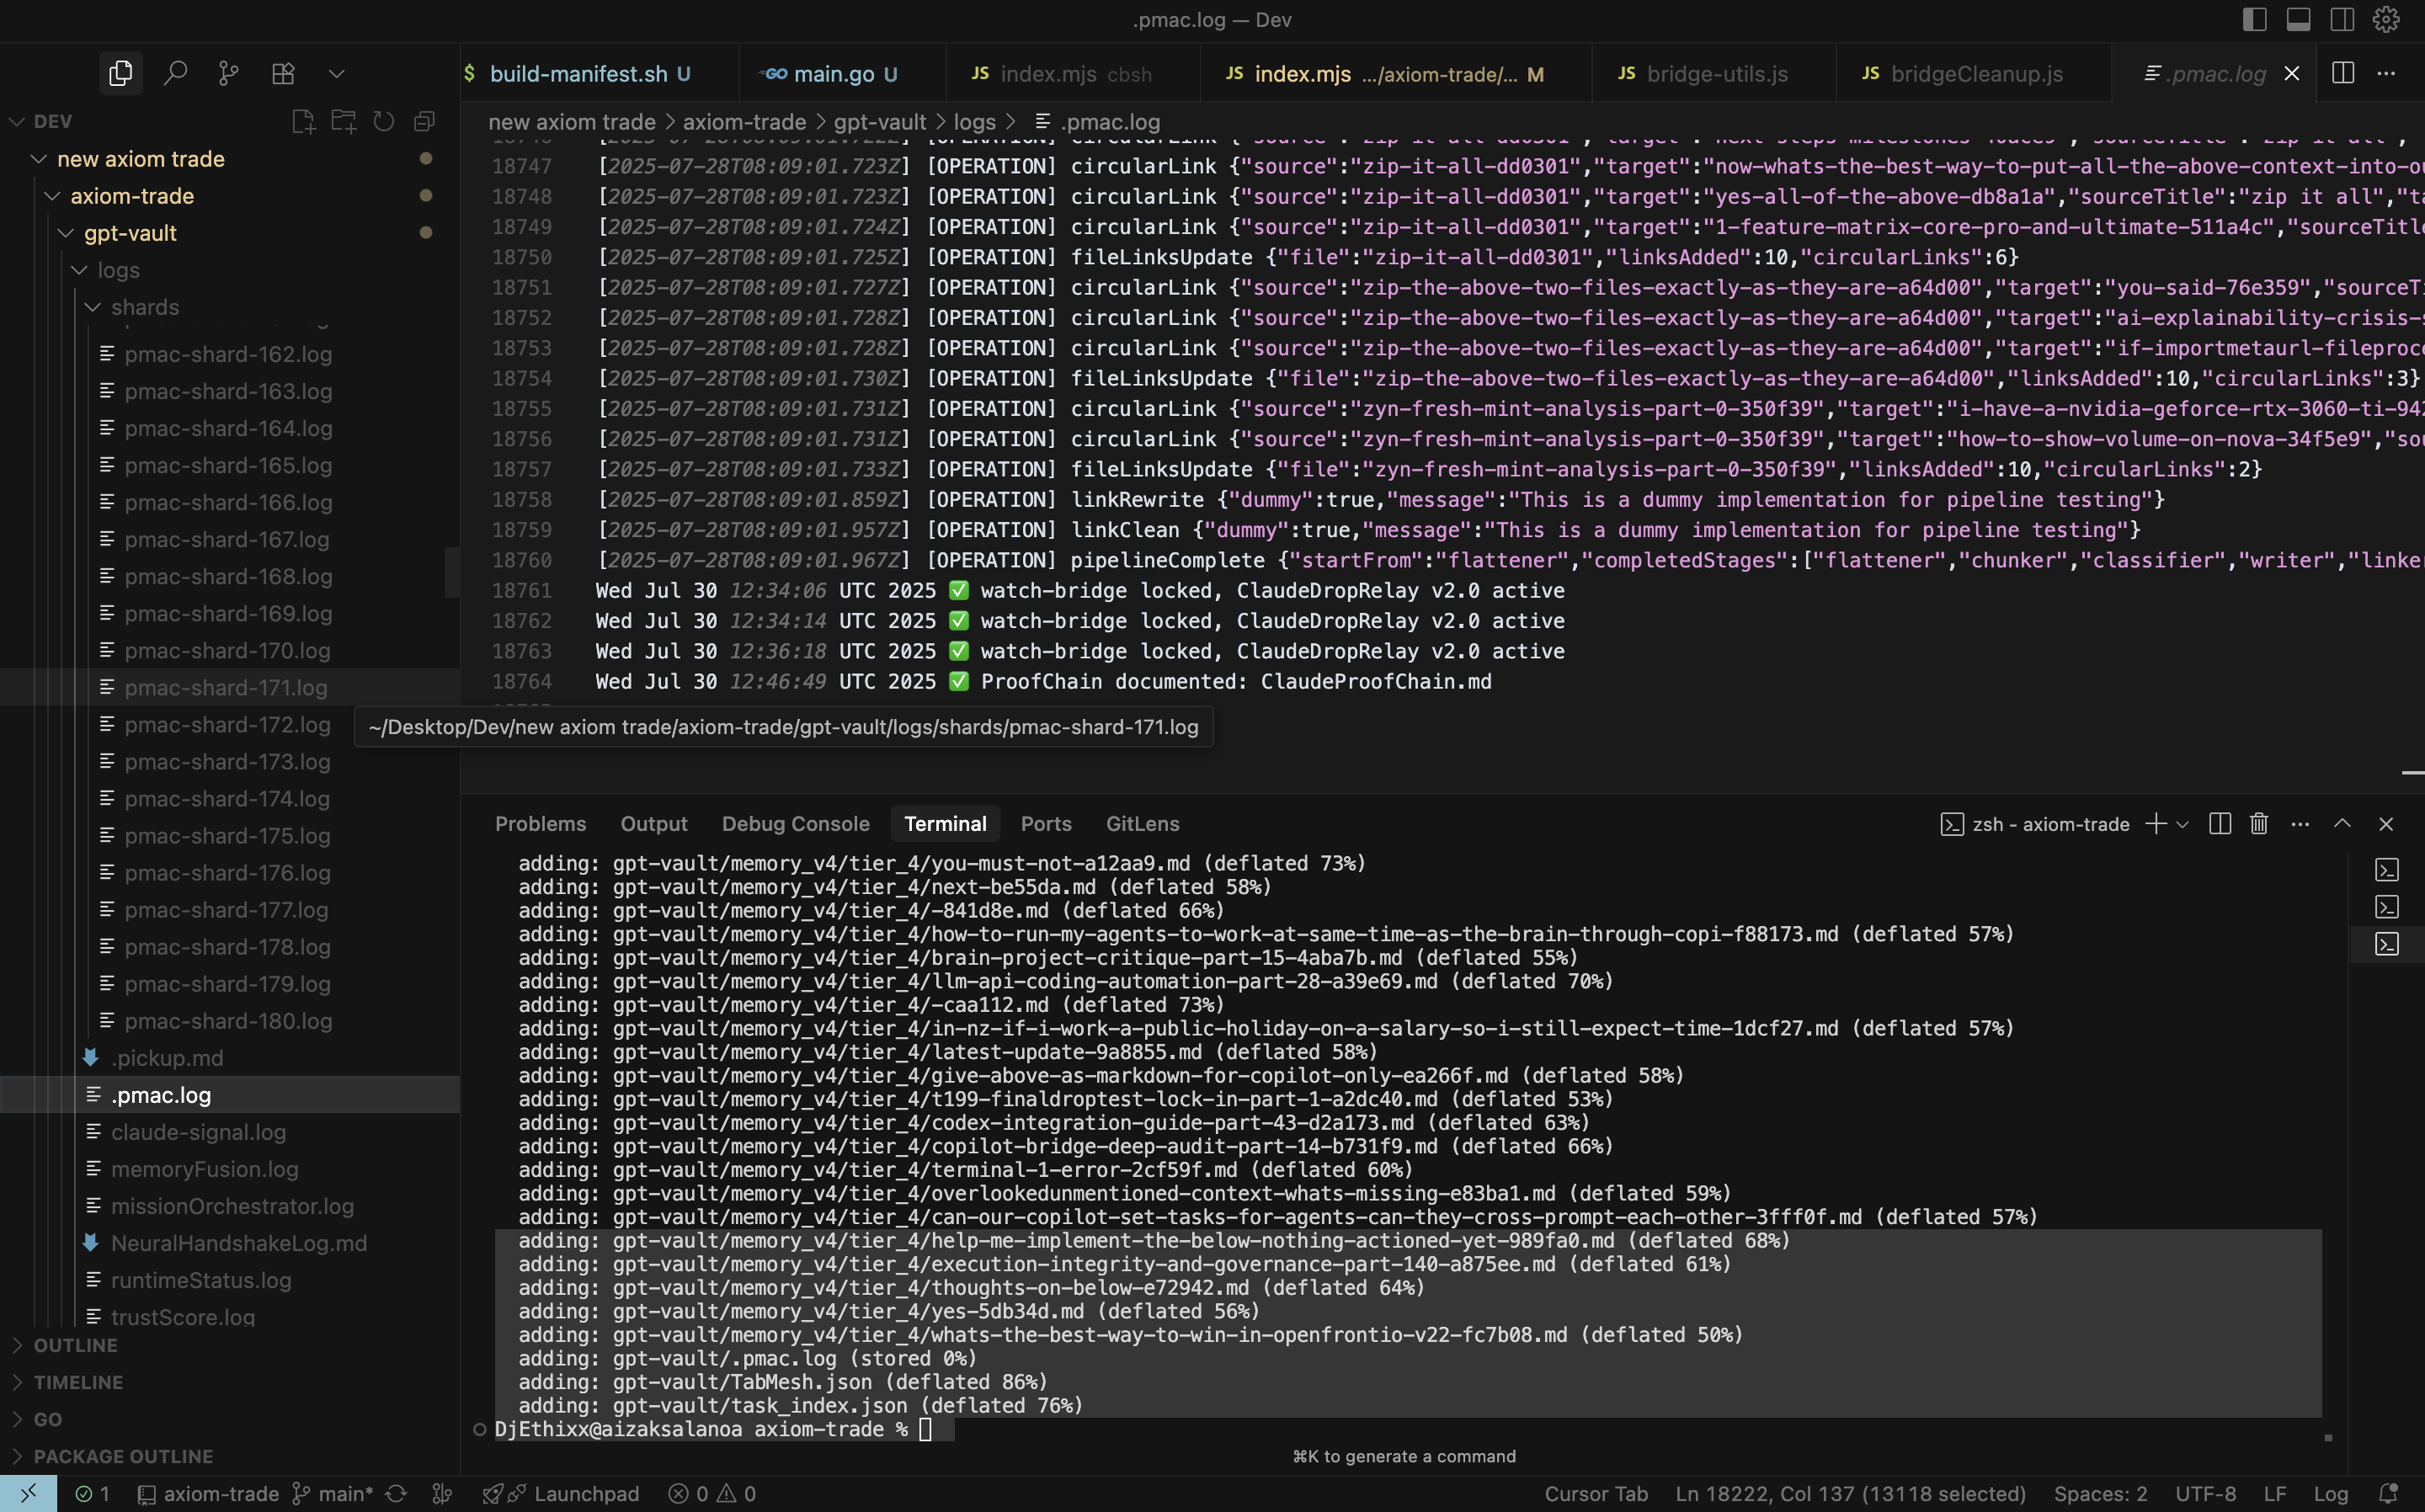 .pmac.log — Dev
$ build-manifest.sh U
GO main.go U
JS index.mjs cbsh
JS index.mjs .../axiom-trade/... M
JS bridge-utils.js
JS bridgeCleanup.js
.pmac.log
DEV
new axiom trade
axiom-trade
gpt-vault
logs
shards
pmac-shard-162.log
pmac-shard-163.log
pmac-shard-164.log
pmac-shard-165.log
pmac-shard-166.log
pmac-shard-167.log
pmac-shard-168.log
pmac-shard-169.log
pmac-shard-170.log
pmac-shard-171.log
pmac-shard-172.log
pmac-shard-173.log
pmac-shard-174.log
pmac-shard-175.log
pmac-shard-176.log
pmac-shard-177.log
pmac-shard-178.log
pmac-shard-179.log
pmac-shard-180.log
.pickup.md
.pmac.log
claude-signal.log
memoryFusion.log
missionOrchestrator.log
NeuralHandshakeLog.md
runtimeStatus.log
trustScore.log
OUTLINE
TIMELINE
GO
PACKAGE OUTLINE
new axiom trade > axiom-trade > gpt-vault > logs > .pmac.log
18747 [2025-07-28T08:09:01.723Z] [OPERATION] circularLink {"source":"zip-it-all-dd0301","target":"now-whats-the-best-way-to-put-all-the-above-context-into-ou
18748 [2025-07-28T08:09:01.723Z] [OPERATION] circularLink {"source":"zip-it-all-dd0301","target":"yes-all-of-the-above-db8a1a","sourceTitle":"zip it all","ta
18749 [2025-07-28T08:09:01.724Z] [OPERATION] circularLink {"source":"zip-it-all-dd0301","target":"1-feature-matrix-core-pro-and-ultimate-511a4c","sourceTitle
18750 [2025-07-28T08:09:01.725Z] [OPERATION] fileLinksUpdate {"file":"zip-it-all-dd0301","linksAdded":10,"circularLinks":6}
18751 [2025-07-28T08:09:01.727Z] [OPERATION] circularLink {"source":"zip-the-above-two-files-exactly-as-they-are-a64d00","target":"you-said-76e359","sourceTi
18752 [2025-07-28T08:09:01.728Z] [OPERATION] circularLink {"source":"zip-the-above-two-files-exactly-as-they-are-a64d00","target":"ai-explainability-crisis-s
18753 [2025-07-28T08:09:01.728Z] [OPERATION] circularLink {"source":"zip-the-above-two-files-exactly-as-they-are-a64d00","target":"if-importmetaurl-fileproce
18754 [2025-07-28T08:09:01.730Z] [OPERATION] fileLinksUpdate {"file":"zip-the-above-two-files-exactly-as-they-are-a64d00","linksAdded":10,"circularLinks":3}
18755 [2025-07-28T08:09:01.731Z] [OPERATION] circularLink {"source":"zyn-fresh-mint-analysis-part-0-350f39","target":"i-have-a-nvidia-geforce-rtx-3060-ti-942
18756 [2025-07-28T08:09:01.731Z] [OPERATION] circularLink {"source":"zyn-fresh-mint-analysis-part-0-350f39","target":"how-to-show-volume-on-nova-34f5e9","sou
18757 [2025-07-28T08:09:01.733Z] [OPERATION] fileLinksUpdate {"file":"zyn-fresh-mint-analysis-part-0-350f39","linksAdded":10,"circularLinks":2}
18758 [2025-07-28T08:09:01.859Z] [OPERATION] linkRewrite {"dummy":true,"message":"This is a dummy implementation for pipeline testing"}
18759 [2025-07-28T08:09:01.957Z] [OPERATION] linkClean {"dummy":true,"message":"This is a dummy implementation for pipeline testing"}
18760 [2025-07-28T08:09:01.967Z] [OPERATION] pipelineComplete {"startFrom":"flattener","completedStages":["flattener","chunker","classifier","writer","linker
18761 Wed Jul 30 12:34:06 UTC 2025 ✅ watch-bridge locked, ClaudeDropRelay v2.0 active
18762 Wed Jul 30 12:34:14 UTC 2025 ✅ watch-bridge locked, ClaudeDropRelay v2.0 active
18763 Wed Jul 30 12:36:18 UTC 2025 ✅ watch-bridge locked, ClaudeDropRelay v2.0 active
18764 Wed Jul 30 12:46:49 UTC 2025 ✅ ProofChain documented: ClaudeProofChain.md
~/Desktop/Dev/new axiom trade/axiom-trade/gpt-vault/logs/shards/pmac-shard-171.log
Problems Output Debug Console Terminal Ports GitLens
zsh - axiom-trade
adding: gpt-vault/memory_v4/tier_4/you-must-not-a12aa9.md (deflated 73%)
adding: gpt-vault/memory_v4/tier_4/next-be55da.md (deflated 58%)
adding: gpt-vault/memory_v4/tier_4/-841d8e.md (deflated 66%)
adding: gpt-vault/memory_v4/tier_4/how-to-run-my-agents-to-work-at-same-time-as-the-brain-through-copi-f88173.md (deflated 57%)
adding: gpt-vault/memory_v4/tier_4/brain-project-critique-part-15-4aba7b.md (deflated 55%)
adding: gpt-vault/memory_v4/tier_4/llm-api-coding-automation-part-28-a39e69.md (deflated 70%)
adding: gpt-vault/memory_v4/tier_4/-caa112.md (deflated 73%)
adding: gpt-vault/memory_v4/tier_4/in-nz-if-i-work-a-public-holiday-on-a-salary-so-i-still-expect-time-1dcf27.md (deflated 57%)
adding: gpt-vault/memory_v4/tier_4/latest-update-9a8855.md (deflated 58%)
adding: gpt-vault/memory_v4/tier_4/give-above-as-markdown-for-copilot-only-ea266f.md (deflated 58%)
adding: gpt-vault/memory_v4/tier_4/t199-finaldroptest-lock-in-part-1-a2dc40.md (deflated 53%)
adding: gpt-vault/memory_v4/tier_4/codex-integration-guide-part-43-d2a173.md (deflated 63%)
adding: gpt-vault/memory_v4/tier_4/copilot-bridge-deep-audit-part-14-b731f9.md (deflated 66%)
adding: gpt-vault/memory_v4/tier_4/terminal-1-error-2cf59f.md (deflated 60%)
adding: gpt-vault/memory_v4/tier_4/overlookedunmentioned-context-whats-missing-e83ba1.md (deflated 59%)
adding: gpt-vault/memory_v4/tier_4/can-our-copilot-set-tasks-for-agents-can-they-cross-prompt-each-other-3fff0f.md (deflated 57%)
adding: gpt-vault/memory_v4/tier_4/help-me-implement-the-below-nothing-actioned-yet-989fa0.md (deflated 68%)
adding: gpt-vault/memory_v4/tier_4/execution-integrity-and-governance-part-140-a875ee.md (deflated 61%)
adding: gpt-vault/memory_v4/tier_4/thoughts-on-below-e72942.md (deflated 64%)
adding: gpt-vault/memory_v4/tier_4/yes-5db34d.md (deflated 56%)
adding: gpt-vault/memory_v4/tier_4/whats-the-best-way-to-win-in-openfrontio-v22-fc7b08.md (deflated 50%)
adding: gpt-vault/.pmac.log (stored 0%)
adding: gpt-vault/TabMesh.json (deflated 86%)
adding: gpt-vault/task_index.json (deflated 76%)
DjEthixx@aizaksalanoa axiom-trade %
⌘K to generate a command
1 axiom-trade main* Launchpad 0 0
Cursor Tab Ln 18222, Col 137 (13118 selected) Spaces: 2 UTF-8 LF Log